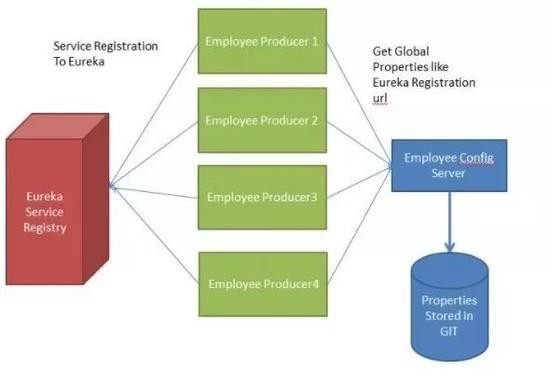 Service Registration
To Eureka
Employee Producer 1
Get Global
Properties like
Eureka Registration
url
Employee Producer 2
Employee Config
Server
Eureka
Service
Registry
Employee Producer3
Employee Producer4
Properties
Stored in
GIT